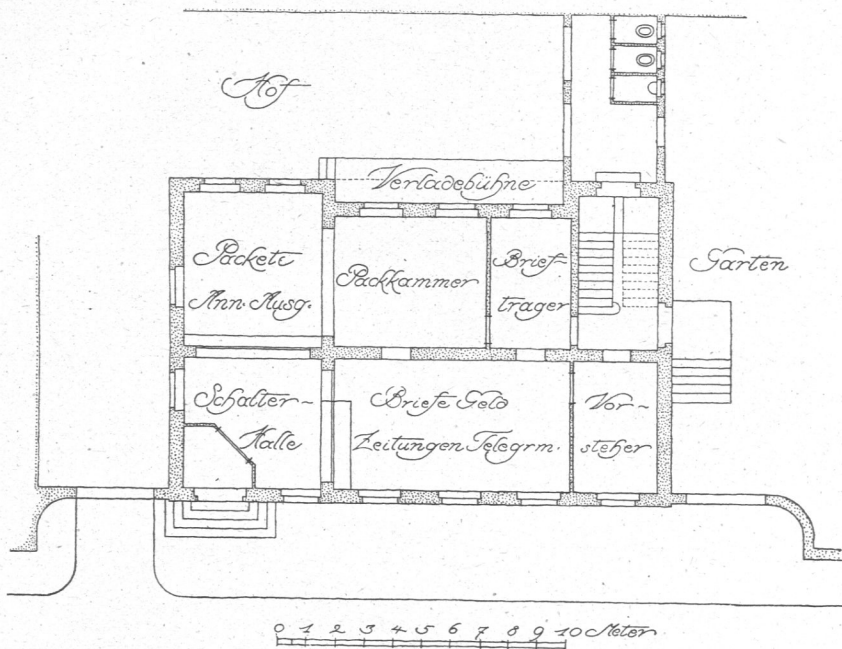 Hof
Verladebühne
Packete
Ann. Ausg.
Packkammer
Brief-
träger
Garten
Schalter-
Halle
Briefe Geld
Zeitungen Telegrm.
Vor-
steher
0 1 2 3 4 5 6 7 8 9 10 Meter